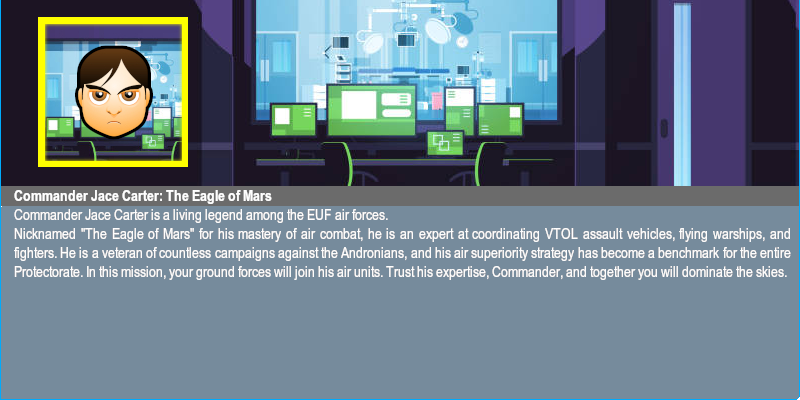 Commander Jace Carter: The Eagle of Mars
Commander Jace Carter is a living legend among the EUF air forces.
Nicknamed "The Eagle of Mars" for his mastery of air combat, he is an expert at coordinating VTOL assault vehicles, flying warships, and
fighters. He is a veteran of countless campaigns against the Andronians, and his air superiority strategy has become a benchmark for the entire
Protectorate. In this mission, your ground forces will join his air units. Trust his expertise, Commander, and together you will dominate the skies.